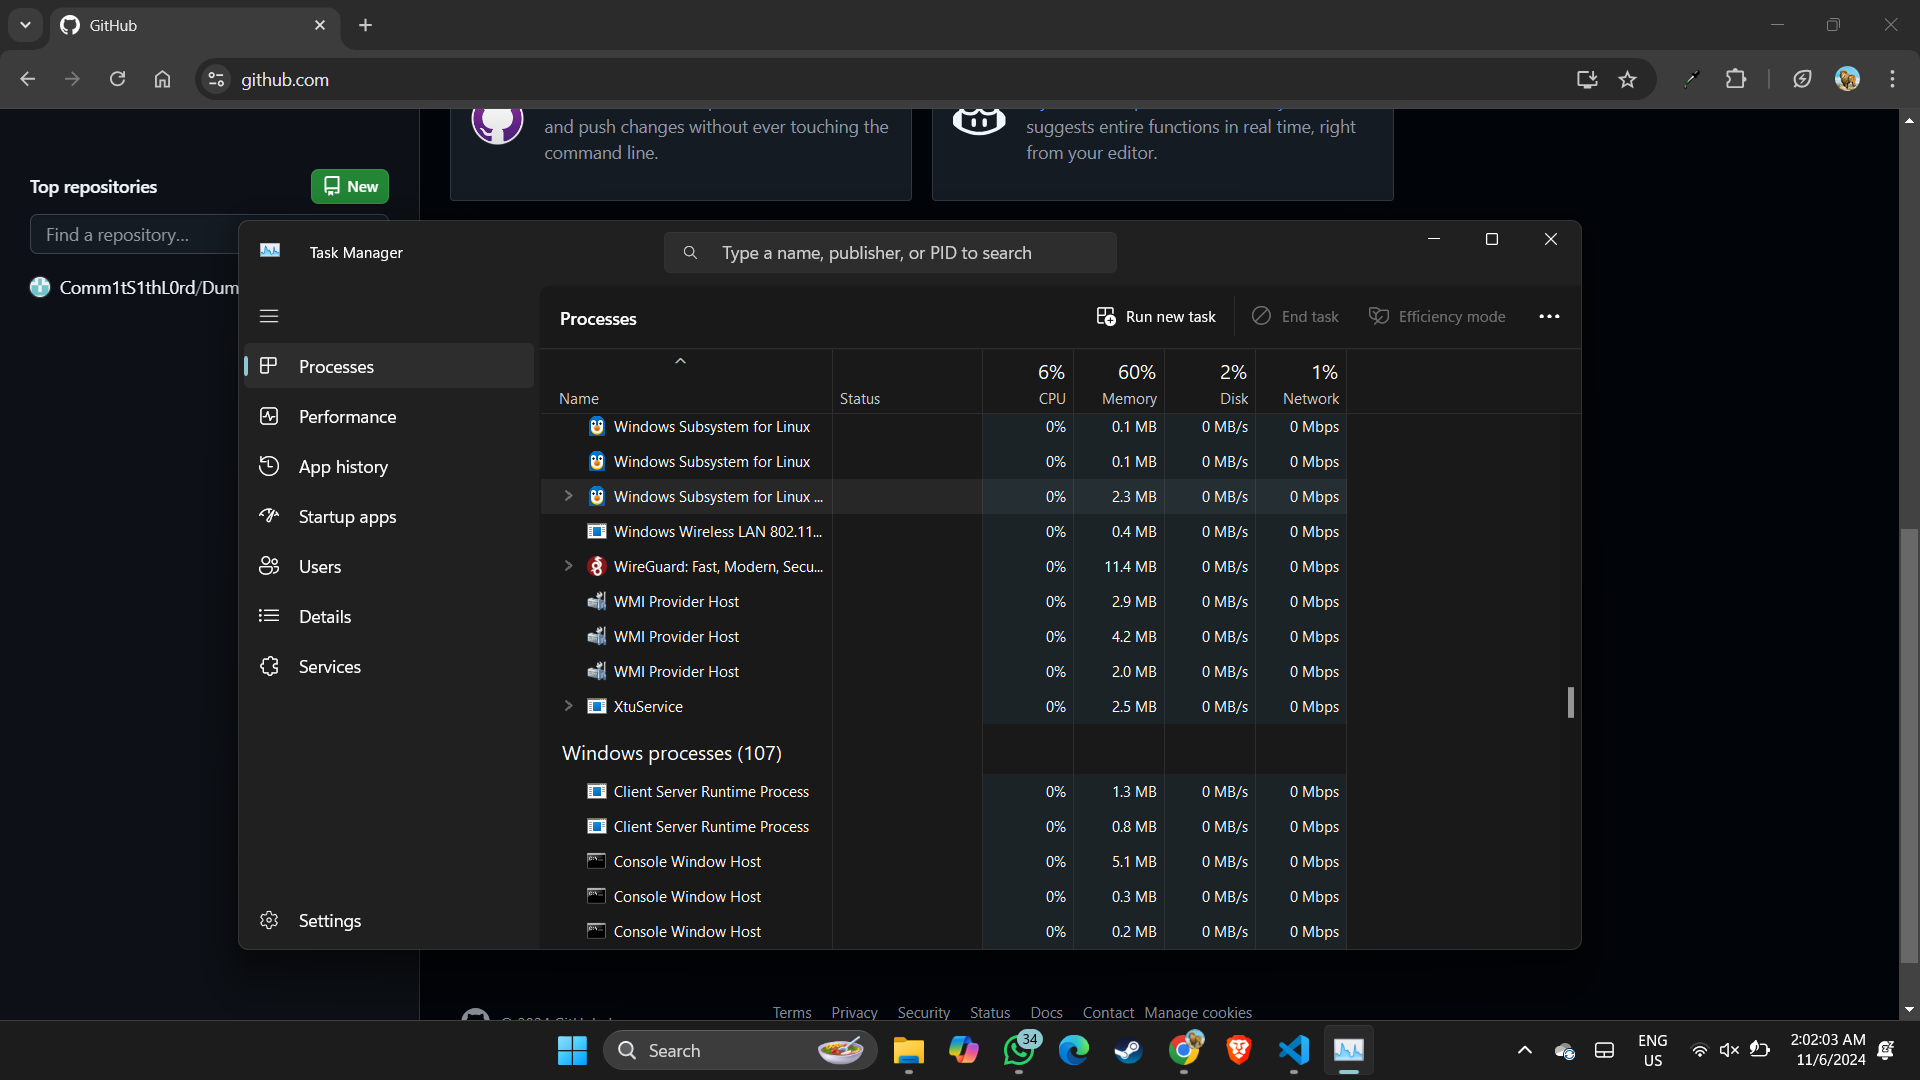 GitHub
github.com
and push changes without ever touching the
command line.
suggests entire functions in real time, right
from your editor.
Top repositories
New
Find a repository...
Comm1tS1thL0rd/Dum
Task Manager
Type a name, publisher, or PID to search
Processes
Run new task
End task
Efficiency mode
Processes
Performance
App history
Startup apps
Users
Details
Services
Settings
6% 60% 2% 1%
Name Status CPU Memory Disk Network
Windows Subsystem for Linux 0% 0.1 MB 0 MB/s 0 Mbps
Windows Subsystem for Linux 0% 0.1 MB 0 MB/s 0 Mbps
Windows Subsystem for Linux ... 0% 2.3 MB 0 MB/s 0 Mbps
Windows Wireless LAN 802.11... 0% 0.4 MB 0 MB/s 0 Mbps
WireGuard: Fast, Modern, Secu... 0% 11.4 MB 0 MB/s 0 Mbps
WMI Provider Host 0% 2.9 MB 0 MB/s 0 Mbps
WMI Provider Host 0% 4.2 MB 0 MB/s 0 Mbps
WMI Provider Host 0% 2.0 MB 0 MB/s 0 Mbps
XtuService 0% 2.5 MB 0 MB/s 0 Mbps
Windows processes (107)
Client Server Runtime Process 0% 1.3 MB 0 MB/s 0 Mbps
Client Server Runtime Process 0% 0.8 MB 0 MB/s 0 Mbps
Console Window Host 0% 5.1 MB 0 MB/s 0 Mbps
Console Window Host 0% 0.3 MB 0 MB/s 0 Mbps
Console Window Host 0% 0.2 MB 0 MB/s 0 Mbps
Terms Privacy Security Status Docs Contact Manage cookies
Search
34
ENG
US
2:02:03 AM
11/6/2024